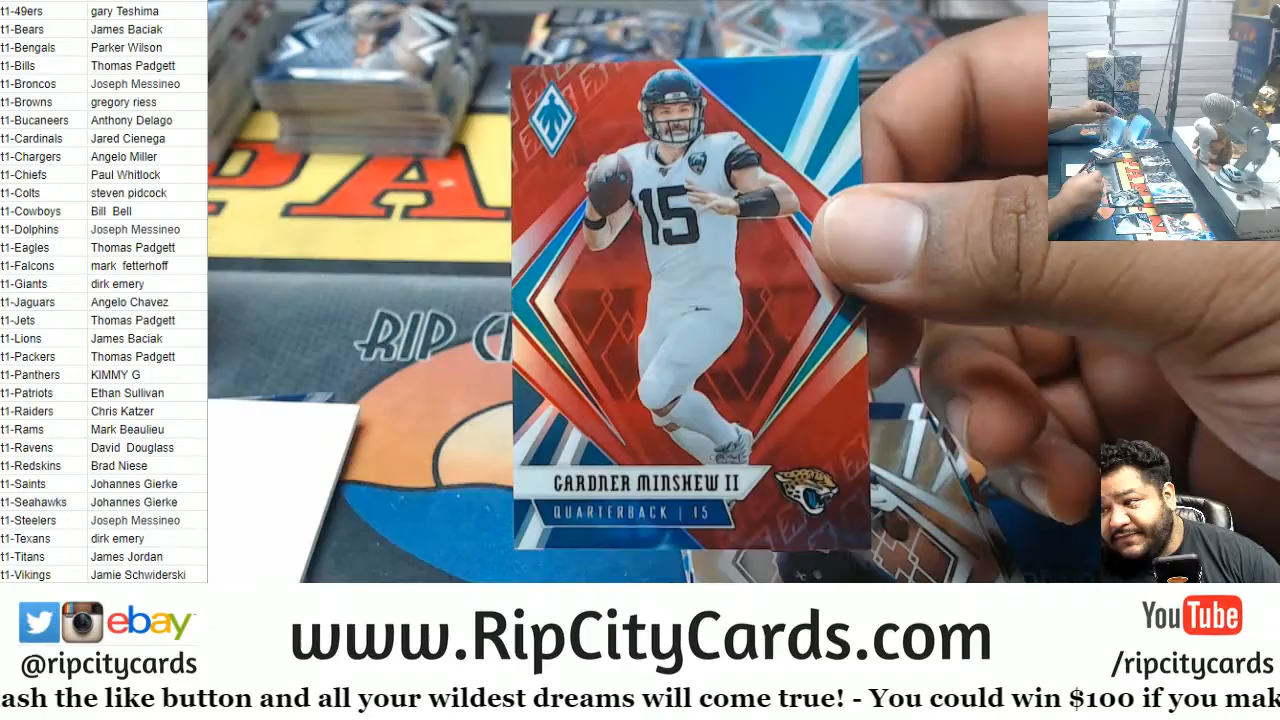 t1-49ers gary Teshima
t1-Bears James Baciak
t1-Bengals Parker Wilson
t1-Bills Thomas Padgett
t1-Broncos Joseph Messineo
t1-Browns gregory riess
t1-Bucaneers Anthony Delago
t1-Cardinals Jared Cienega
t1-Chargers Angelo Miller
t1-Chiefs Paul Whitlock
t1-Colts steven pidcock
t1-Cowboys Bill Bell
t1-Dolphins Joseph Messineo
t1-Eagles Thomas Padgett
t1-Falcons mark fetterhoff
t1-Giants dirk emery
t1-Jaguars Angelo Chavez
t1-Jets Thomas Padgett
t1-Lions James Baciak
t1-Packers Thomas Padgett
t1-Panthers KIMMY G
t1-Patriots Ethan Sullivan
t1-Raiders Chris Katzer
t1-Rams Mark Beaulieu
t1-Ravens David Douglass
t1-Redskins Brad Niese
t1-Saints Johannes Gierke
t1-Seahawks Johannes Gierke
t1-Steelers Joseph Messineo
t1-Texans dirk emery
t1-Titans James Jordan
t1-Vikings Jamie Schwiderski
PA
RIP C
15
GARDNER MINSHEW II
QUARTERBACK | 15
ebay
@ripcitycards
www.RipCityCards.com
YouTube
/ripcitycards
ash the like button and all your wildest dreams will come true! - You could win $100 if you mak